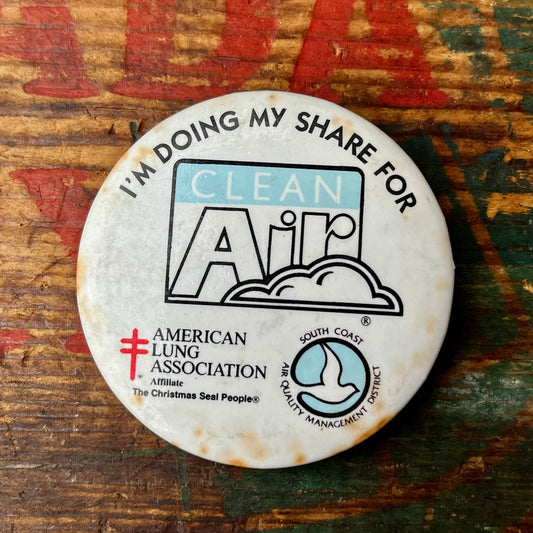 I'M DOING MY SHARE FOR
CLEAN
Air
®
AMERICAN
LUNG
ASSOCIATION
®
Affiliate
The Christmas Seal People®
SOUTH COAST
AIR QUALITY MANAGEMENT DISTRICT